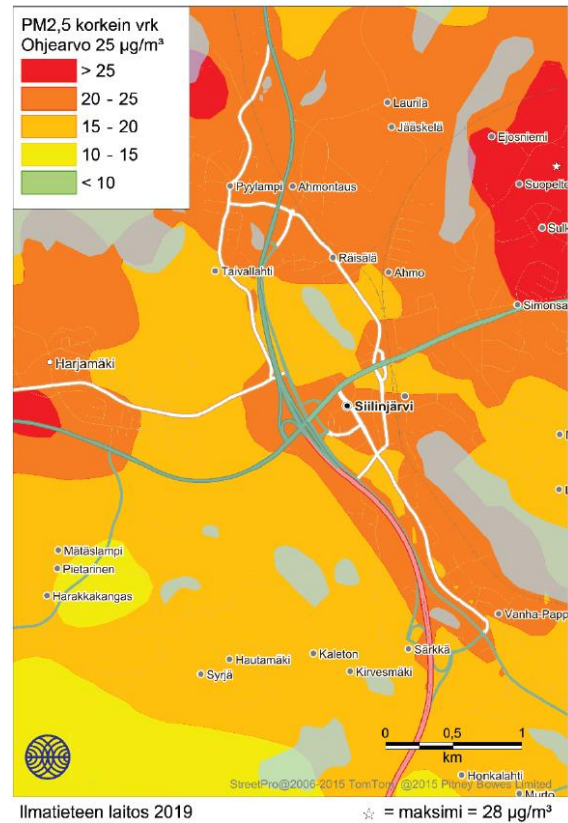 PM2,5 korkein vrk
Ohjearvo 25 µg/m³
> 25
20 - 25
15 - 20
10 - 15
< 10
Laurila
Jääskelä
Ejosniemi
Pyylampi
Ahmontaus
Suopelto
Sulk
Räisälä
Taivallahti
Ahmo
Simonsa
Harjamäki
Siilinjärvi
Mätäslampi
Pietarinen
Harakkakangas
Vanha-Papp
Särkkä
Kaleton
Hautamäki
Kirvesmäki
Syrjä
0 0,5 1
km
StreetPro@2006-2015 TomTom @2015 Pitney Bowes Limited
Honkalahti
Murto
Ilmatieteen laitos 2019
☆ = maksimi = 28 µg/m³